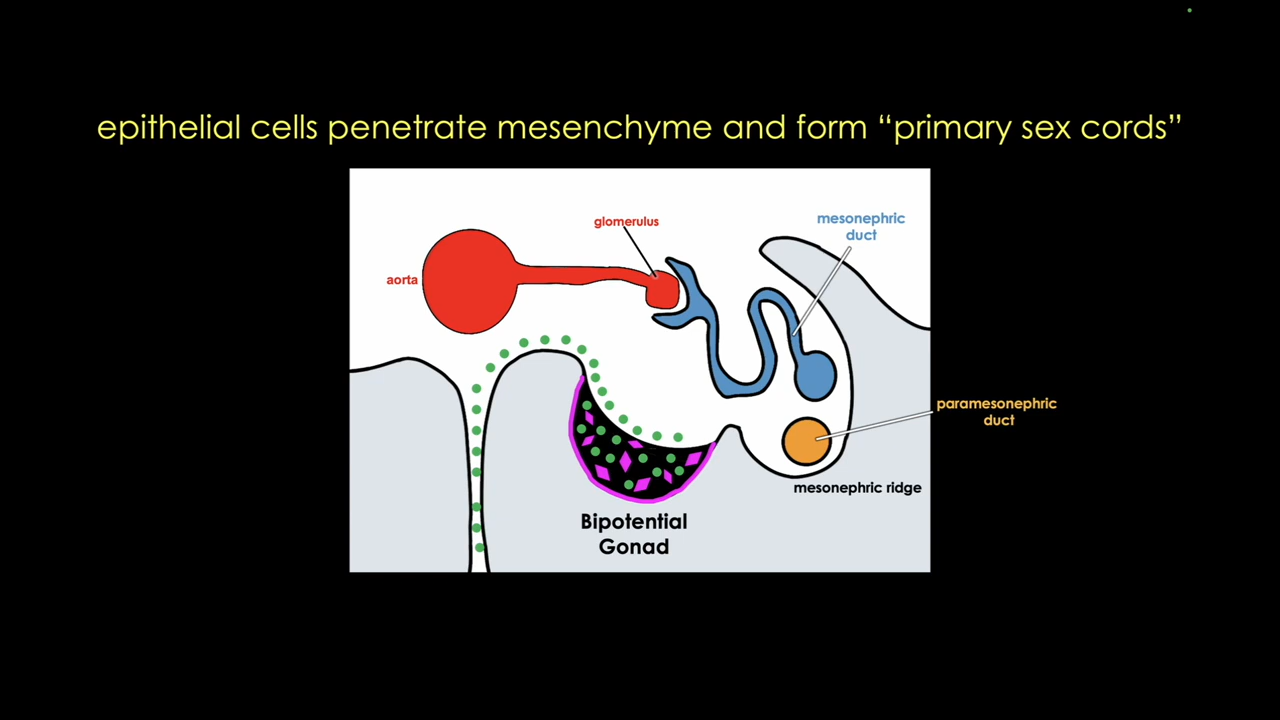 epithelial cells penetrate mesenchyme and form “primary sex cords”
glomerulus
mesonephric
duct
aorta
paramesonephric
duct
mesonephric ridge
Bipotential
Gonad